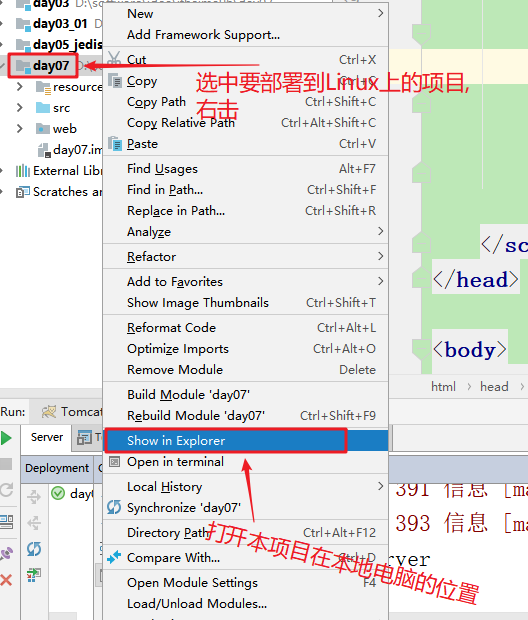 day03 D:\s
New
day03_01
Add Framework Support...
day05_jedis
Cut Ctrl+X
day07
选中要部署到Linux上的项目,
右击
Copy
resource
Copy Path Ctrl+Shift+C
src
Copy Relative Path Ctrl+Alt+Shift+C
web
Paste Ctrl+V
day07.im
External Lib
Find Usages Alt+F7
Scratches an
Find in Path... Ctrl+Shift+F
Replace in Path... Ctrl+Shift+R
Analyze
</sc
Refactor
</head>
Add to Favorites
Show Image Thumbnails Ctrl+Shift+T
Reformat Code Ctrl+Alt+L
Optimize Imports Ctrl+Alt+O
<body>
Remove Module Delete
html head
Build Module 'day07'
Run: Tomcat
Rebuild Module 'day07' Ctrl+Shift+F9
Server
Show in Explorer
Deployment
Open in terminal
day0
Local History
391 信息 [ma
Synchronize 'day07'
393 信息 [ma
Directory Path Ctrl+Alt+F12
打开本项目在本地电脑的位置
Compare With... Ctrl+D
rver
Open Module Settings F4
Load/Unload Modules...